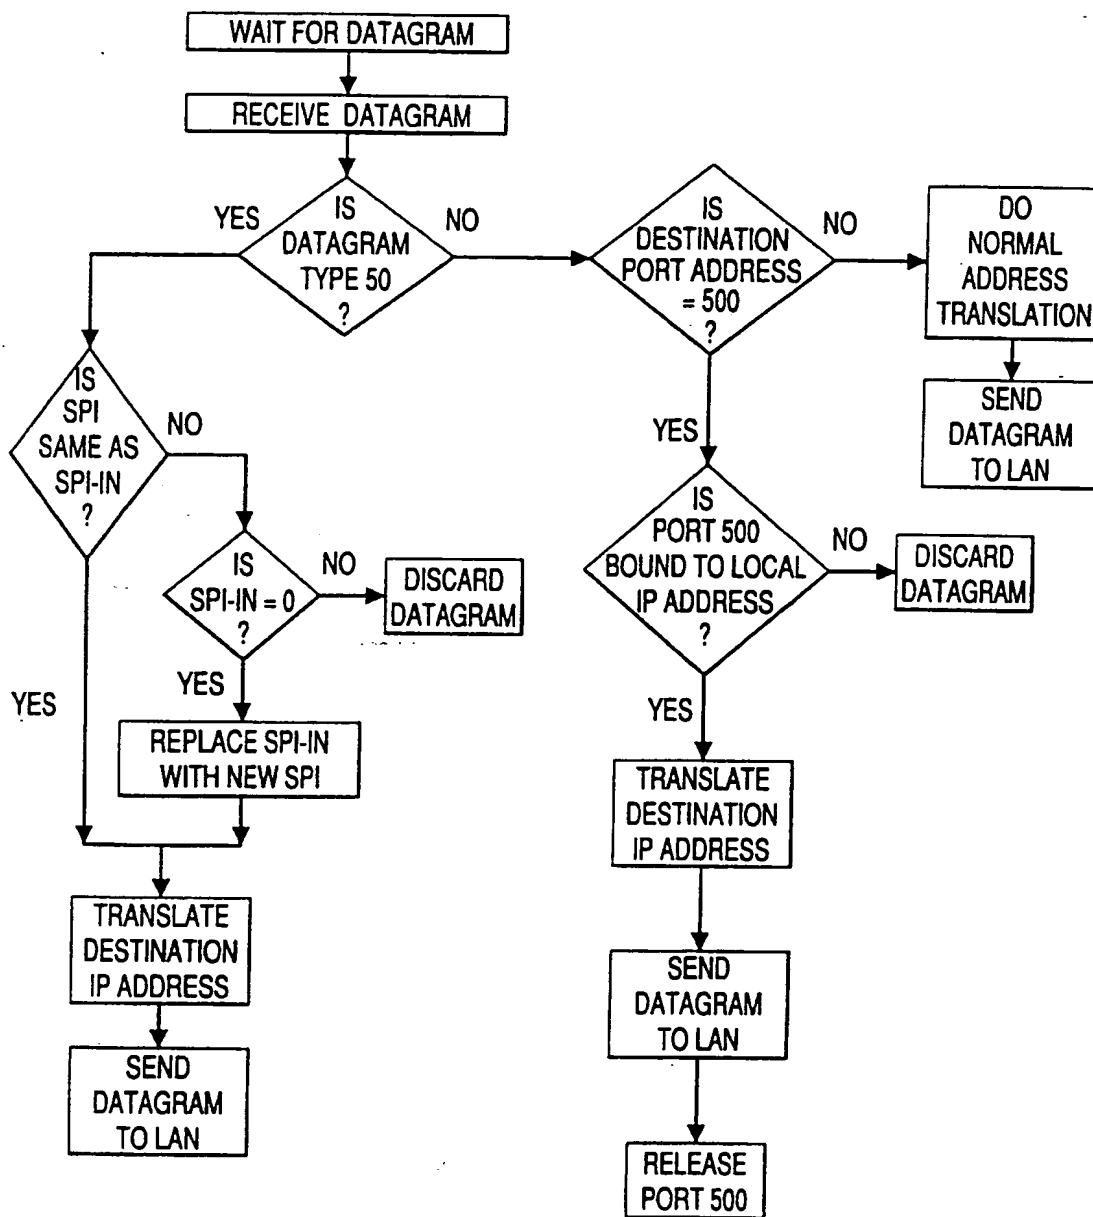 WAIT FOR DATAGRAM
RECEIVE DATAGRAM
IS
DATAGRAM
TYPE 50
?
YES
NO
IS
DESTINATION
PORT ADDRESS
= 500
?
NO
DO
NORMAL
ADDRESS
TRANSLATION
SEND
DATAGRAM
TO LAN
IS
SPI
SAME AS
SPI-IN
?
NO
YES
IS
SPI-IN = 0
?
NO
DISCARD
DATAGRAM
YES
REPLACE SPI-IN
WITH NEW SPI
TRANSLATE
DESTINATION
IP ADDRESS
SEND
DATAGRAM
TO LAN
YES
IS
PORT 500
BOUND TO LOCAL
IP ADDRESS
?
NO
DISCARD
DATAGRAM
YES
TRANSLATE
DESTINATION
IP ADDRESS
SEND
DATAGRAM
TO LAN
RELEASE
PORT 500